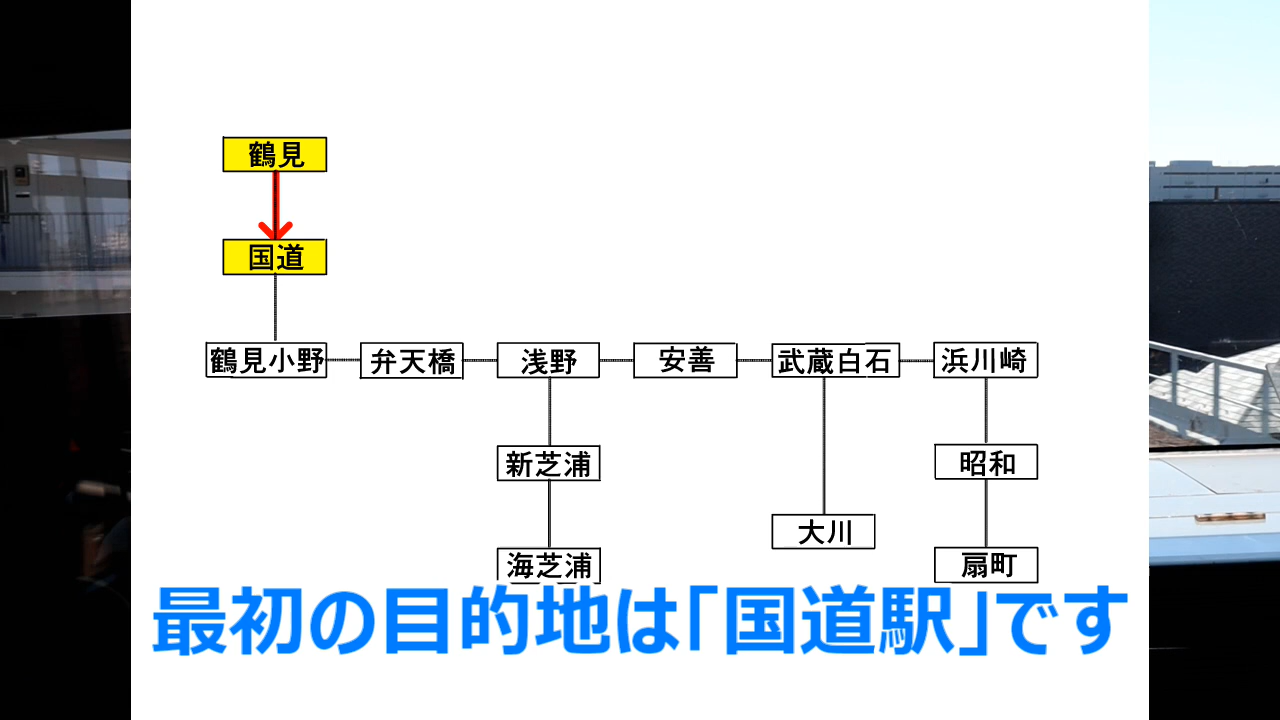 鶴見
国道
鶴見小野 弁天橋 浅野 安善 武蔵白石 浜川崎
新芝浦 昭和
大川
海芝浦 扇町
最初の目的地は「国道駅」です